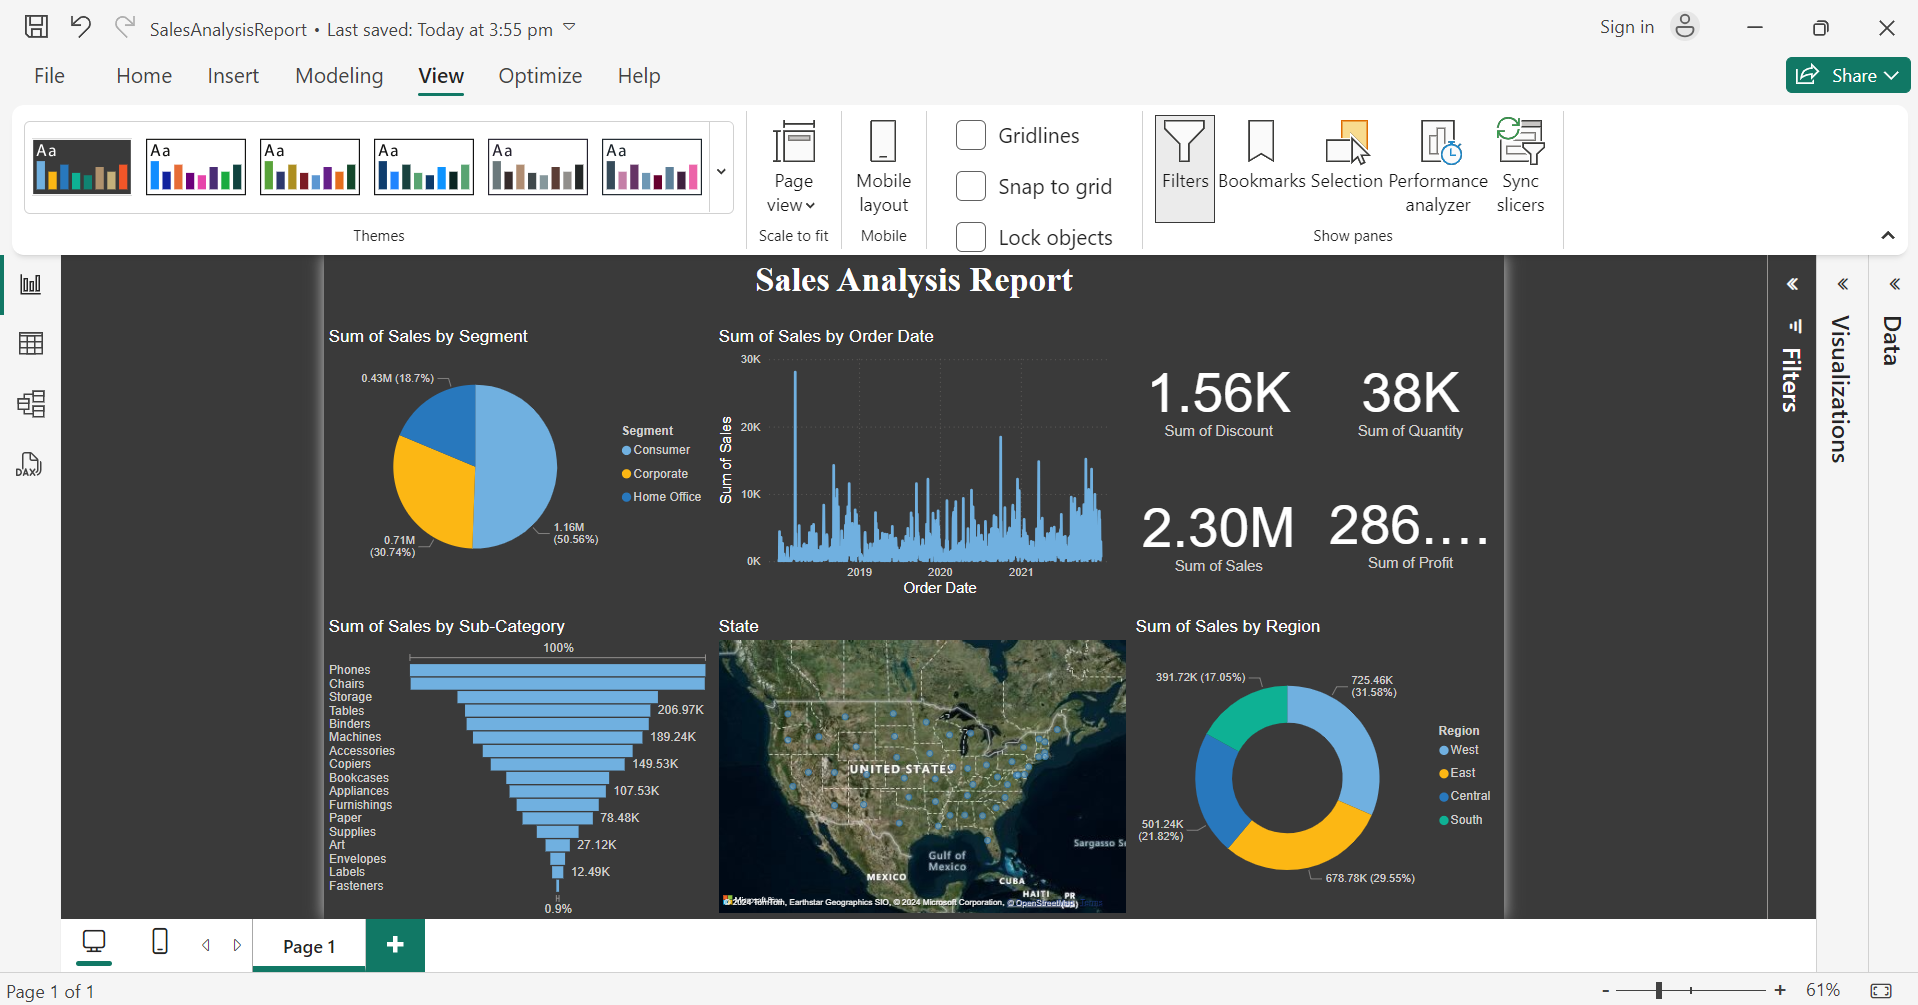 SalesAnalysisReport • Last saved: Today at 3:55 pm
Sign in
File Home Insert Modeling View Optimize Help
Share
Aa Aa Aa Aa Aa Aa
Themes
Page view
Scale to fit
Mobile layout
Mobile
Gridlines
Snap to grid
Lock objects
Filters
Bookmarks
Selection
Performance analyzer
Sync slicers
Show panes
DAX
Sales Analysis Report
Sum of Sales by Segment
0.43M (18.7%)
0.71M
(30.74%)
1.16M
(50.56%)
Segment
Consumer
Corporate
Home Office
Sum of Sales by Order Date
Sum of Sales
30K
20K
10K
0K
2019 2020 2021
Order Date
1.56K
Sum of Discount
38K
Sum of Quantity
2.30M
Sum of Sales
286....
Sum of Profit
Sum of Sales by Sub-Category
100%
Phones
Chairs
Storage
Tables 206.97K
Binders
Machines 189.24K
Accessories
Copiers 149.53K
Bookcases
Appliances 107.53K
Furnishings
Paper 78.48K
Supplies
Art 27.12K
Envelopes
Labels 12.49K
Fasteners
0.9%
State
UNITED STATES
Gulf of
Mexico
MEXICO
CUBA
HAITI
PR
(US)
Sargasso S
© 2024 TomTom, Earthstar Geographics SIO, © 2024 Microsoft Corporation, © OpenStreetMap
Sum of Sales by Region
391.72K (17.05%)
725.46K
(31.58%)
501.24K
(21.82%)
678.78K (29.55%)
Region
West
East
Central
South
Filters
Visualizations
Data
Page 1
+
Page 1 of 1
- + 61%